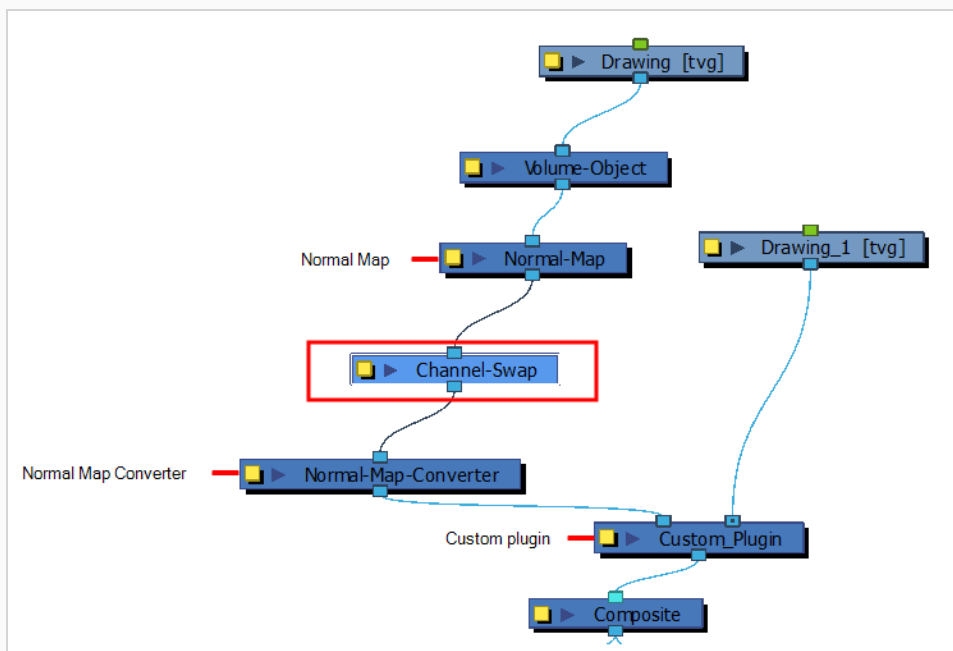 Drawing [tvg]
Volume-Object
Drawing_1 [tvg]
Normal Map
Normal-Map
Channel-Swap
Normal Map Converter
Normal-Map-Converter
Custom plugin
Custom_Plugin
Composite